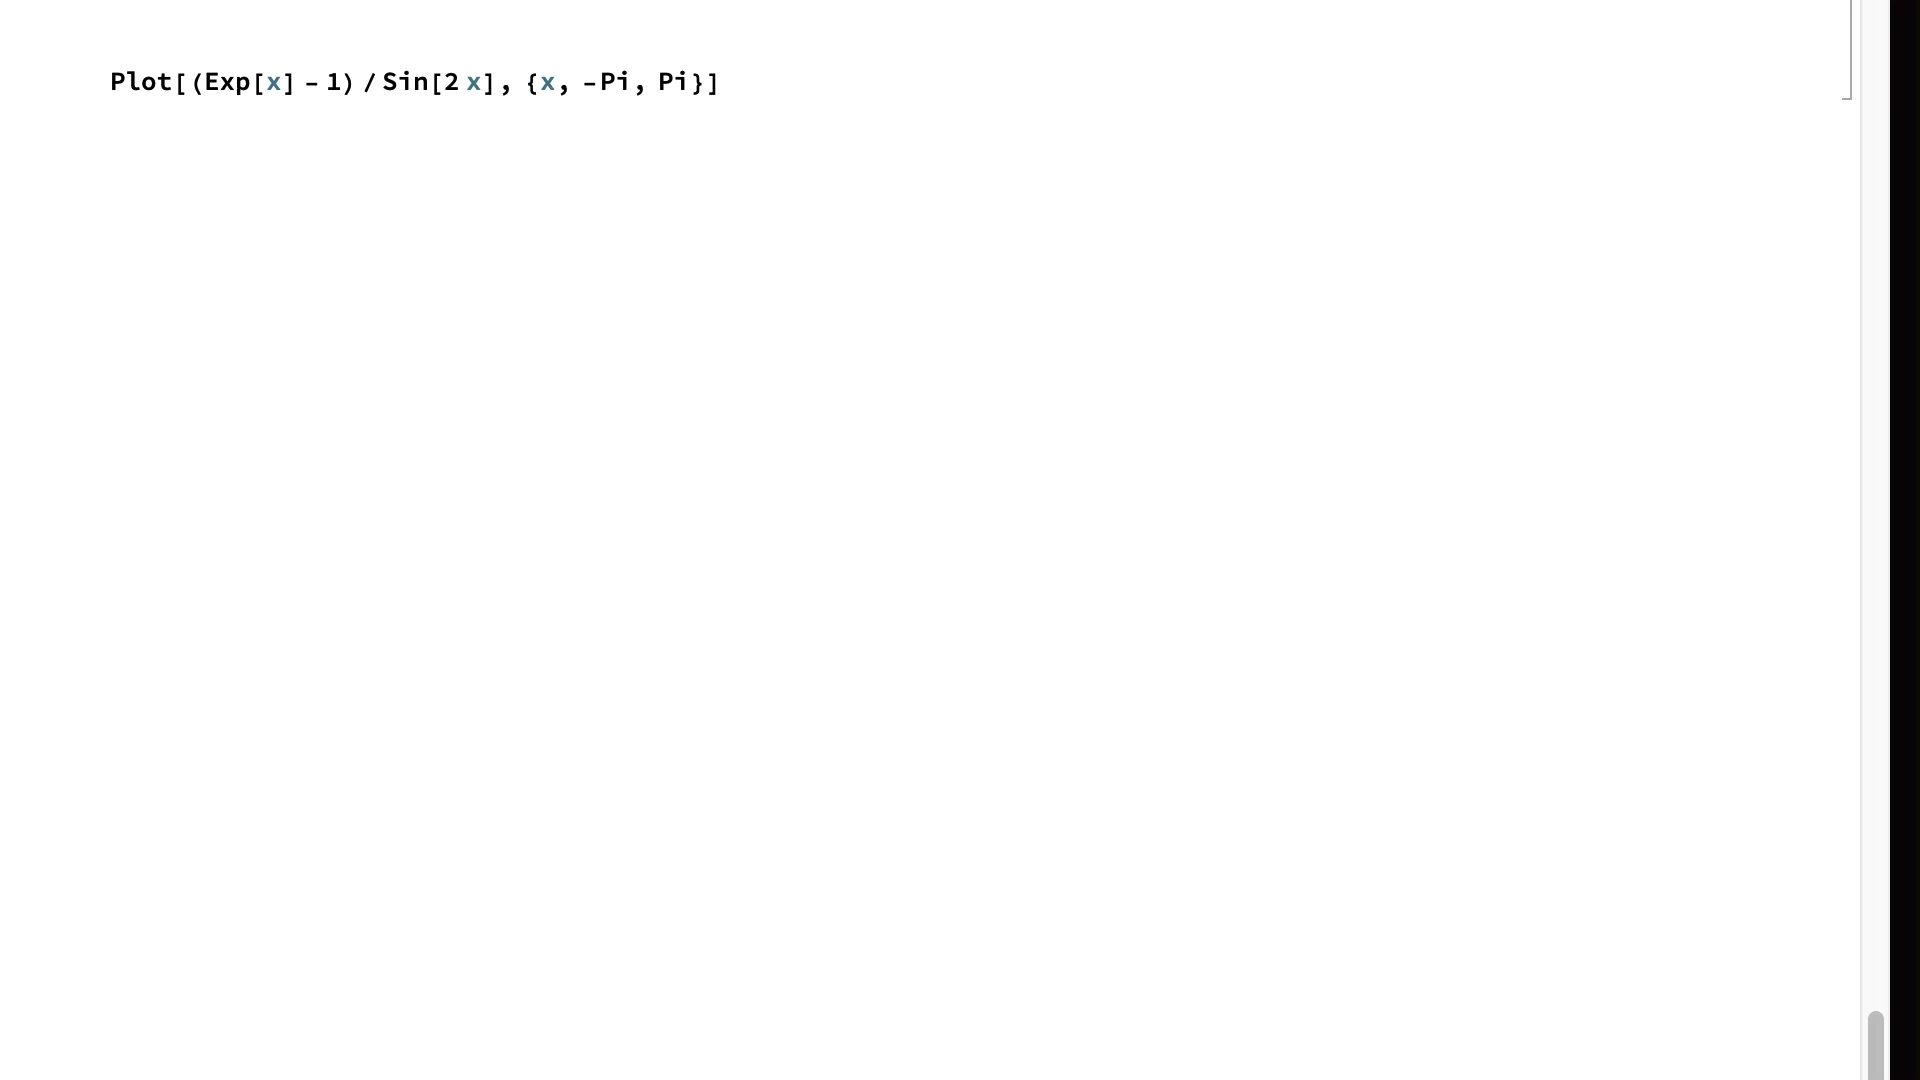 Plot[(Exp[x] - 1) / Sin[2 x], {x, -Pi, Pi}]